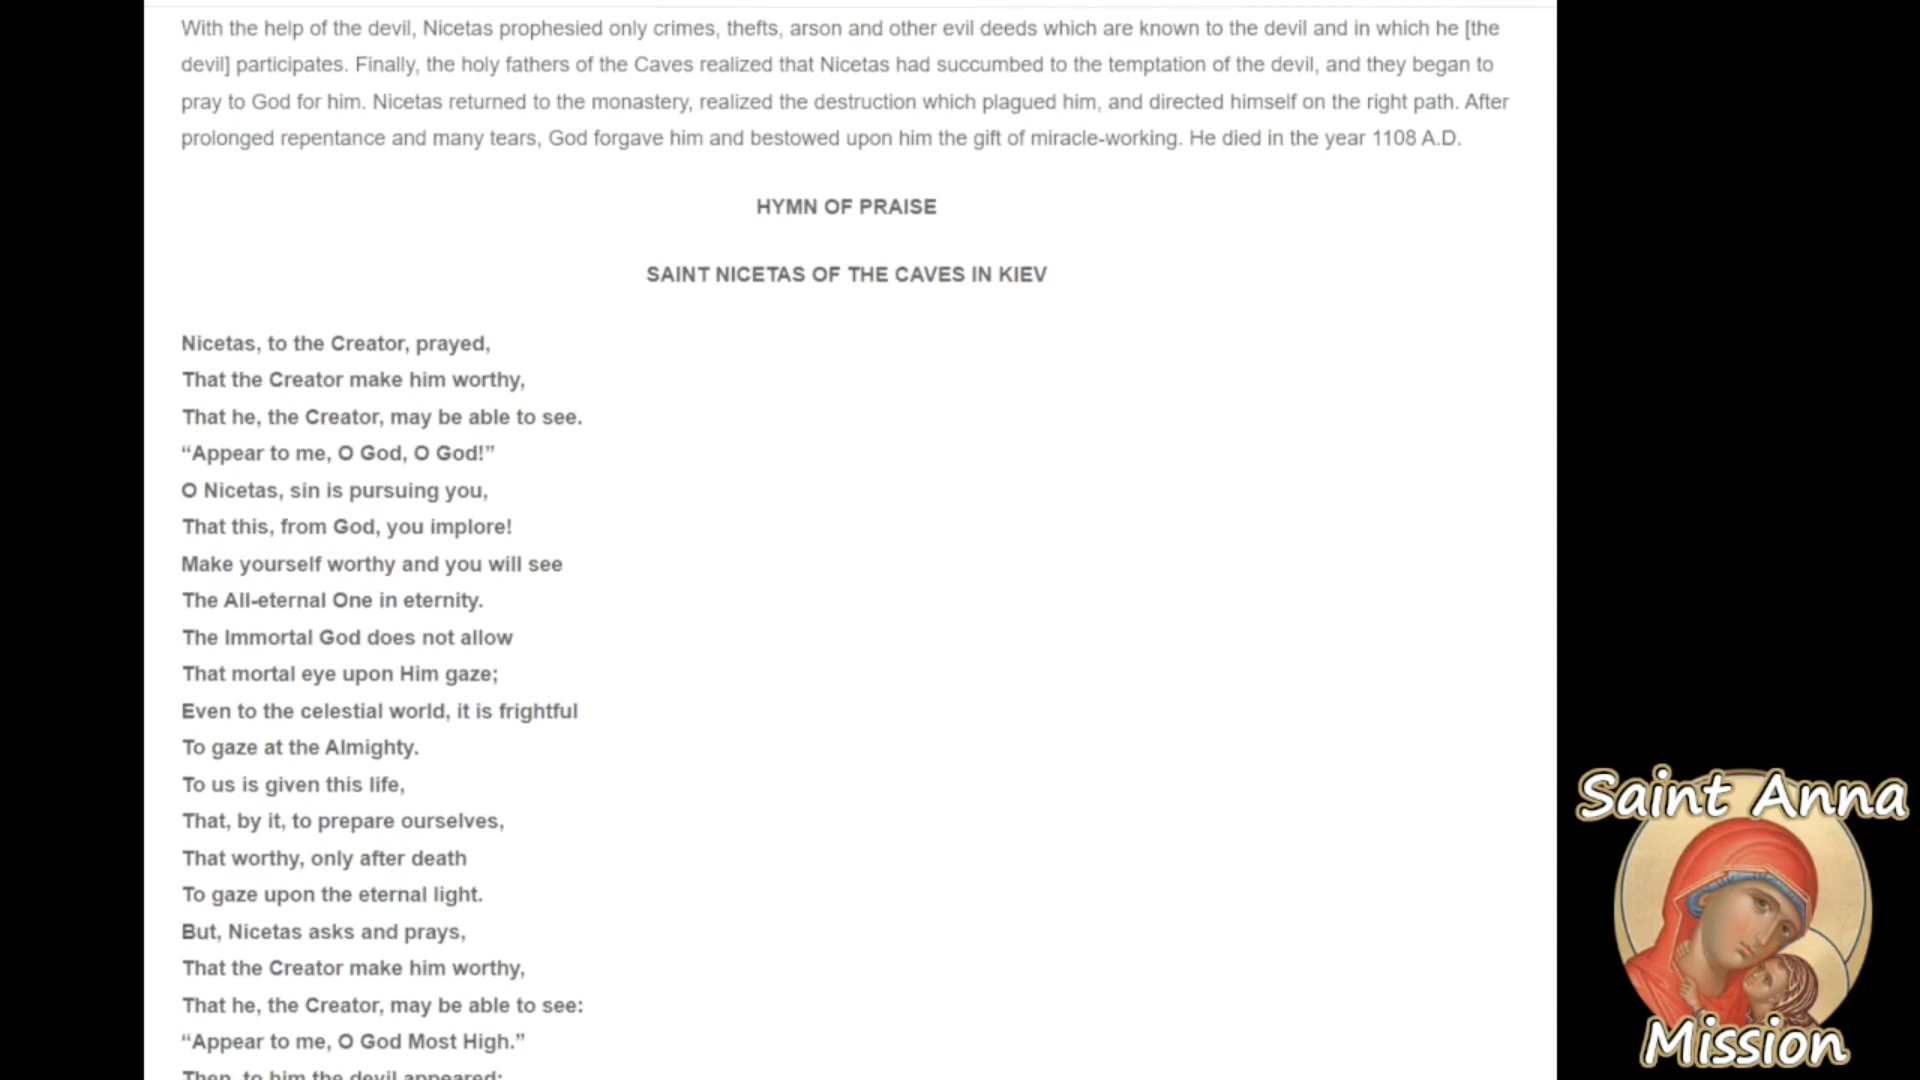 With the help of the devil, Nicetas prophesied only crimes, thefts, arson and other evil deeds which are known to the devil and in which he [the
devil] participates. Finally, the holy fathers of the Caves realized that Nicetas had succumbed to the temptation of the devil, and they began to
pray to God for him. Nicetas returned to the monastery, realized the destruction which plagued him, and directed himself on the right path. After
prolonged repentance and many tears, God forgave him and bestowed upon him the gift of miracle-working. He died in the year 1108 A.D.
HYMN OF PRAISE
SAINT NICETAS OF THE CAVES IN KIEV
Nicetas, to the Creator, prayed,
That the Creator make him worthy,
That he, the Creator, may be able to see.
“Appear to me, O God, O God!”
O Nicetas, sin is pursuing you,
That this, from God, you implore!
Make yourself worthy and you will see
The All-eternal One in eternity.
The Immortal God does not allow
That mortal eye upon Him gaze;
Even to the celestial world, it is frightful
To gaze at the Almighty.
To us is given this life,
That, by it, to prepare ourselves,
That worthy, only after death
To gaze upon the eternal light.
But, Nicetas asks and prays,
That the Creator make him worthy,
That he, the Creator, may be able to see:
“Appear to me, O God Most High.”
Then, to him the devil appeared:
Saint Anna
Mission